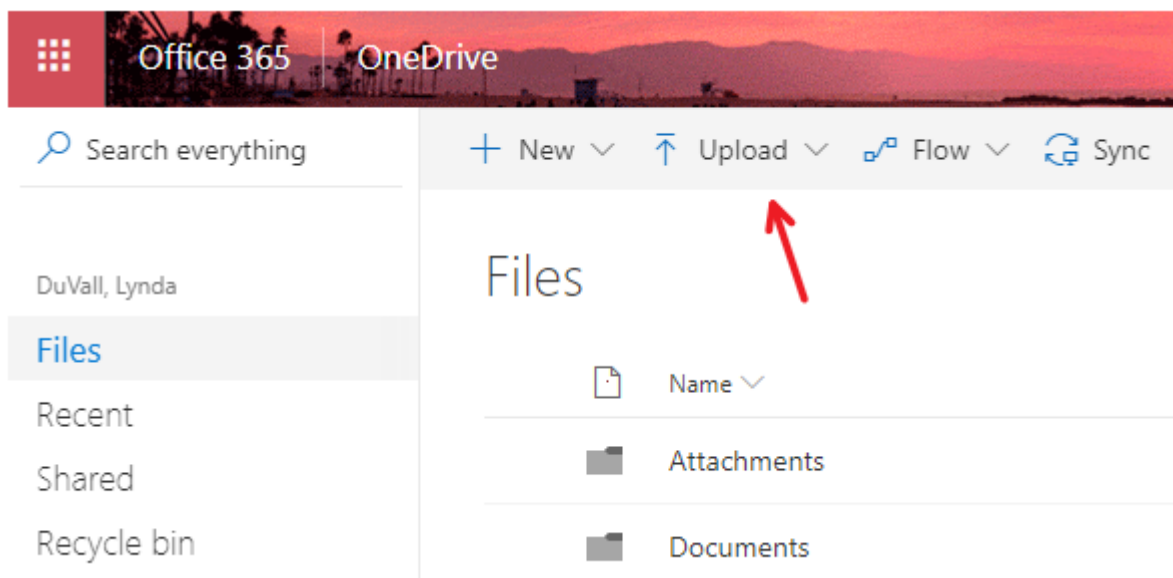 Office 365 OneDrive
Search everything
New Upload Flow Sync
DuVall, Lynda
Files
Recent
Shared
Recycle bin
Files
Name
Attachments
Documents